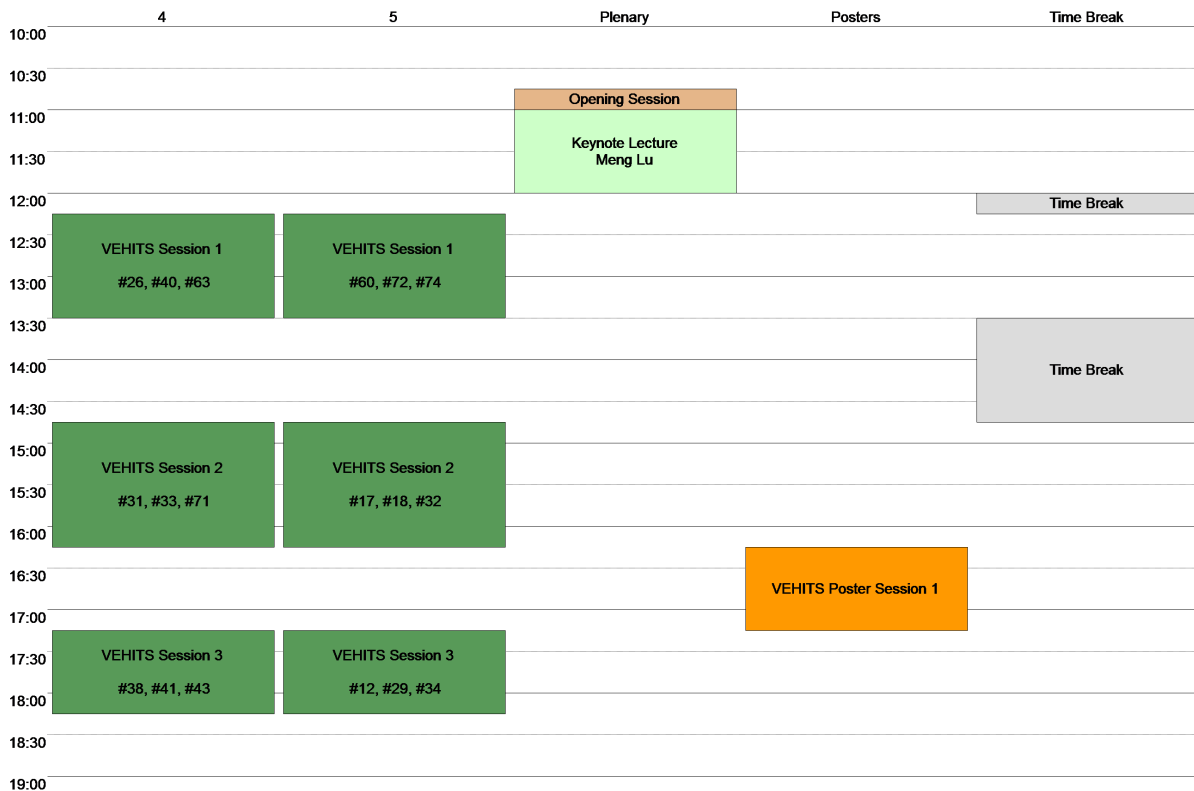 4 5 Plenary Posters Time Break
10:00
10:30
Opening Session
11:00
Keynote Lecture
Meng Lu
11:30
12:00
Time Break
12:30
VEHITS Session 1 VEHITS Session 1
#26, #40, #63 #60, #72, #74
13:00
13:30
14:00
Time Break
14:30
15:00
VEHITS Session 2 VEHITS Session 2
15:30
#31, #33, #71 #17, #18, #32
16:00
16:30
VEHITS Poster Session 1
17:00
17:30
VEHITS Session 3 VEHITS Session 3
#38, #41, #43 #12, #29, #34
18:00
18:30
19:00